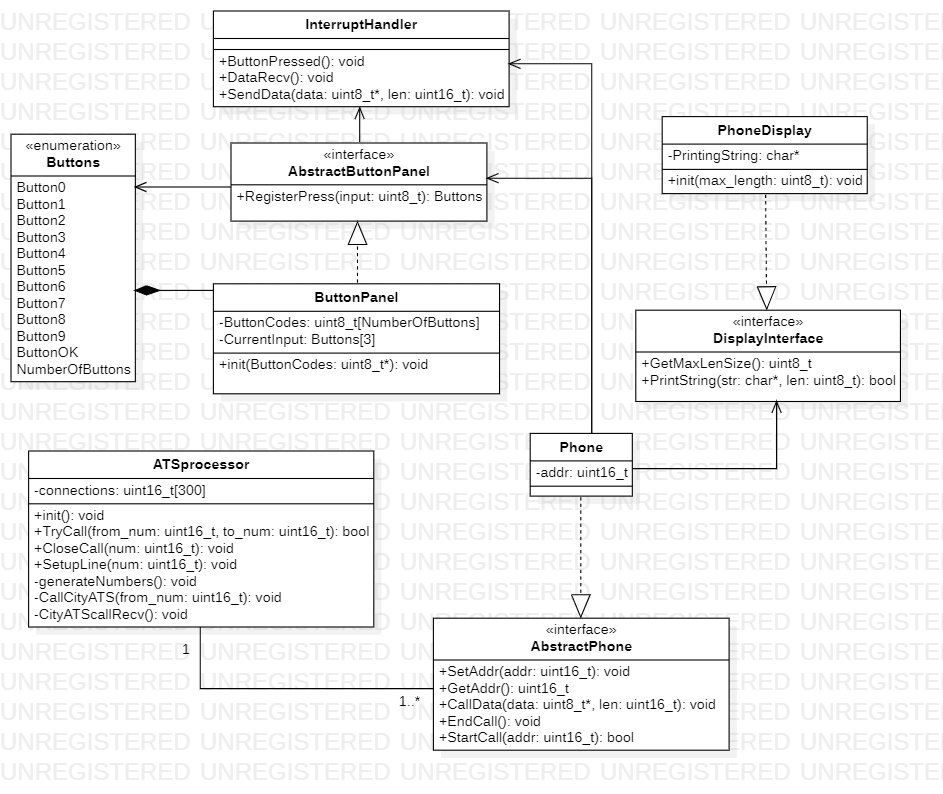 InterruptHandler
+ButtonPressed(): void
+DataRecv(): void
+SendData(data: uint8_t*, len: uint16_t): void
«enumeration»
Buttons
Button0
Button1
Button2
Button3
Button4
Button5
Button6
Button7
Button8
Button9
ButtonOK
NumberOfButtons
«interface»
AbstractButtonPanel
+RegisterPress(input: uint8_t): Buttons
PhoneDisplay
-PrintingString: char*
+init(max_length: uint8_t): void
ButtonPanel
-ButtonCodes: uint8_t[NumberOfButtons]
-CurrentInput: Buttons[3]
+init(ButtonCodes: uint8_t*): void
«interface»
DisplayInterface
+GetMaxLenSize(): uint8_t
+PrintString(str: char*, len: uint8_t): bool
Phone
-addr: uint16_t
ATSprocessor
-connections: uint16_t[300]
+init(): void
+TryCall(from_num: uint16_t, to_num: uint16_t): bool
+CloseCall(num: uint16_t): void
+SetupLine(num: uint16_t): void
-generateNumbers(): void
-CallCityATS(from_num: uint16_t): void
-CityATScallRecv(): void
1
1..*
«interface»
AbstractPhone
+SetAddr(addr: uint16_t): void
+GetAddr(): uint16_t
+CallData(data: uint8_t*, len: uint16_t): void
+EndCall(): void
+StartCall(addr: uint16_t): bool
UNREGISTERED